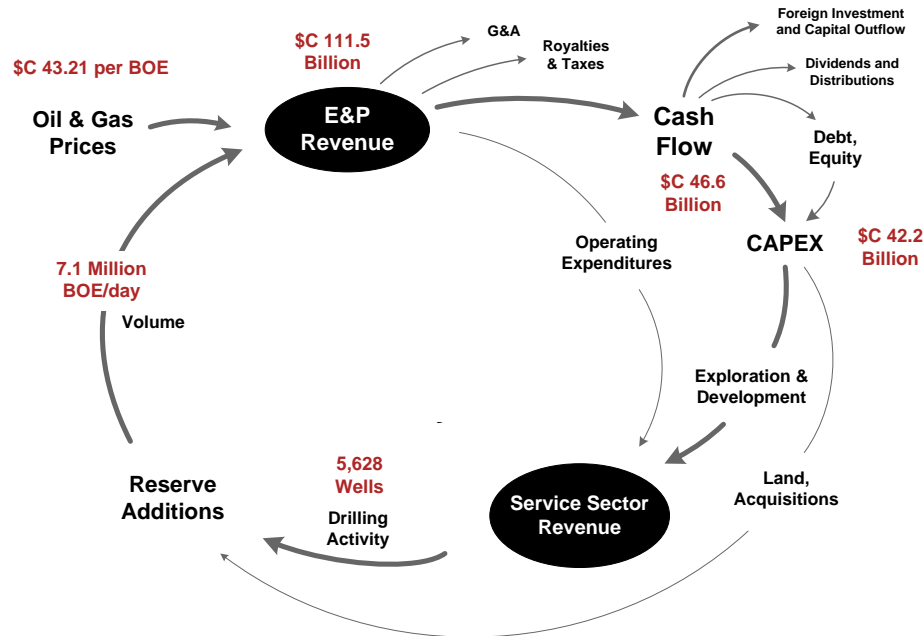 Foreign Investment
and Capital Outflow
G&A
$C 111.5
Billion
Royalties
& Taxes
$C 43.21 per BOE
Dividends and
Distributions
Oil & Gas
Prices
E&P
Revenue
Cash
Flow
Debt,
Equity
$C 46.6
Billion
CAPEX
$C 42.2
Billion
Operating
Expenditures
7.1 Million
BOE/day
Volume
Exploration &
Development
5,628
Wells
Reserve
Additions
Drilling
Activity
Service Sector
Revenue
Land,
Acquisitions